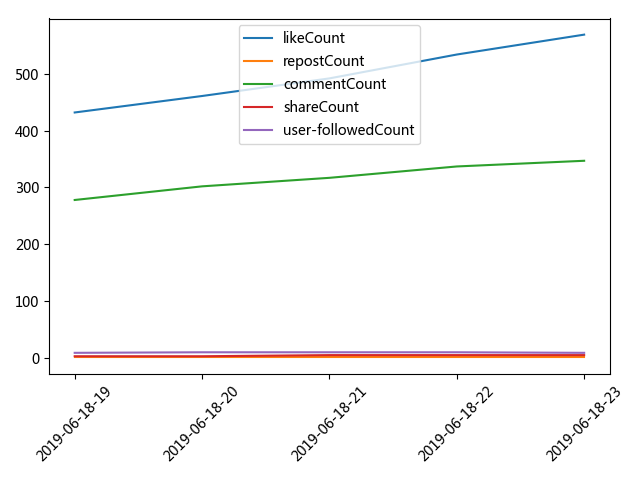 likeCount
repostCount
commentCount
shareCount
user-followedCount
500
400
300
200
100
0
2019-06-18-19
2019-06-18-20
2019-06-18-21
2019-06-18-22
2019-06-18-23